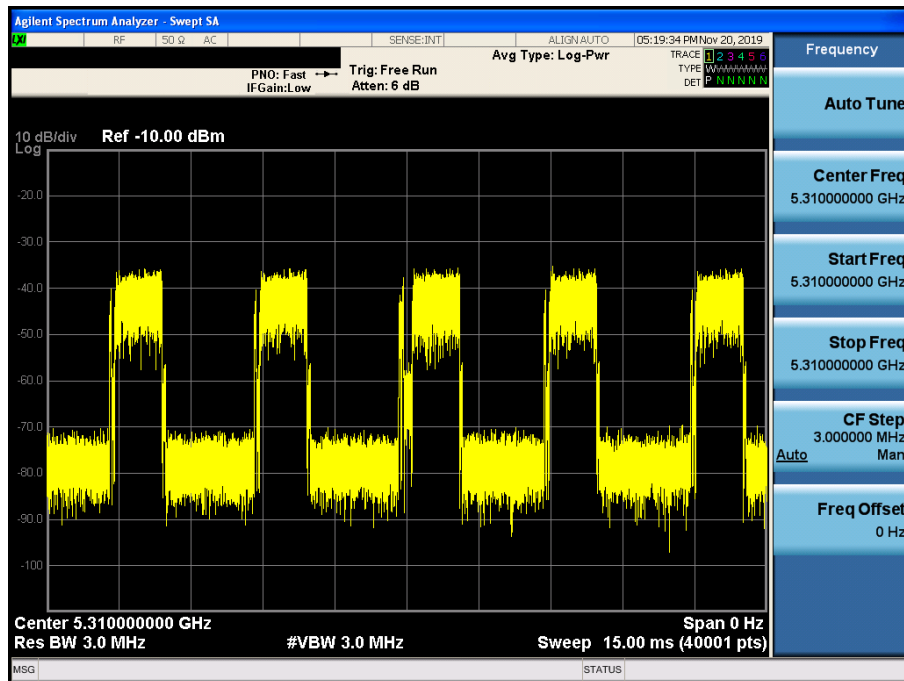 Agilent Spectrum Analyzer - Swept SA
LXI RF 50 Ω AC SENSE:INT ALIGN AUTO 05:19:34 PM Nov 20, 2019
Frequency
Avg Type: Log-Pwr
TRACE 1 2 3 4 5 6
PNO: Fast Trig: Free Run
TYPE WWWWWWW
IFGain:Low Atten: 6 dB
DET P N N N N N
Auto Tune
10 dB/div Ref -10.00 dBm
Log
-20.0
-30.0
-40.0
-50.0
-60.0
-70.0
-80.0
-90.0
-100
Center Freq
5.310000000 GHz
Start Freq
5.310000000 GHz
Stop Freq
5.310000000 GHz
CF Step
3.000000 MHz
Auto Man
Freq Offset
0 Hz
Center 5.310000000 GHz Span 0 Hz
Res BW 3.0 MHz #VBW 3.0 MHz Sweep 15.00 ms (40001 pts)
MSG STATUS